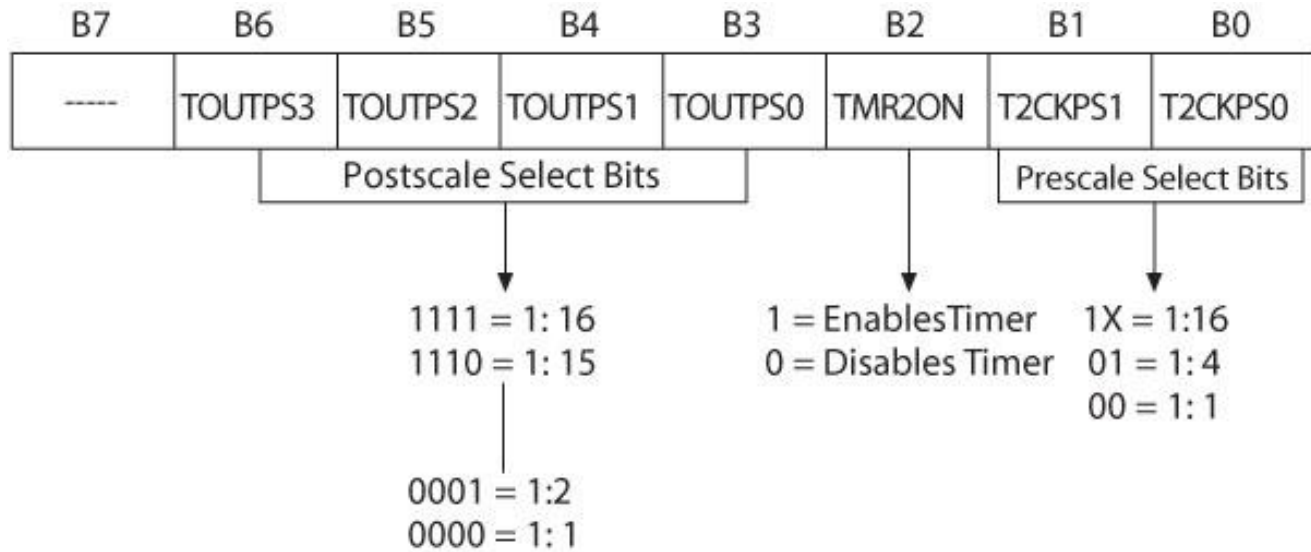 B7 B6 B5 B4 B3 B2 B1 B0
----- TOUTPS3 TOUTPS2 TOUTPS1 TOUTPS0 TMR2ON T2CKPS1 T2CKPS0
Postscale Select Bits Prescale Select Bits
1111 = 1: 16 1 = EnablesTimer 1X = 1:16
1110 = 1: 15 0 = Disables Timer 01 = 1: 4
00 = 1: 1
0001 = 1:2
0000 = 1: 1